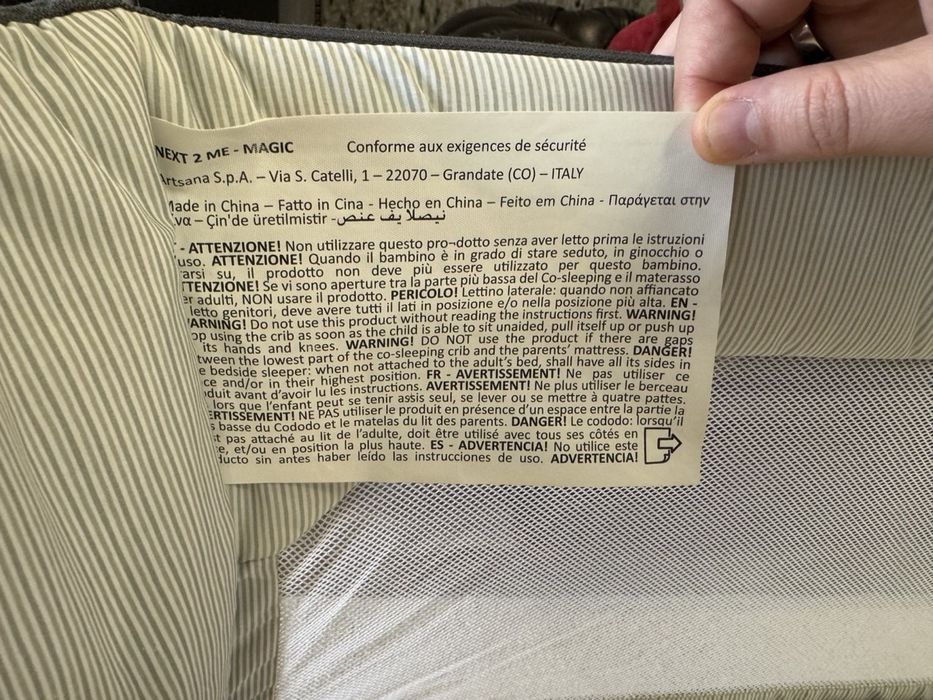 NEXT 2 ME - MAGIC Conforme aux exigences de sécurité
Artsana S.p.A. – Via S. Catelli, 1 – 22070 – Grandate (CO) – ITALY
Made in China – Fatto in Cina - Hecho en China – Feito em China - Παράγεται στην
ίνα – Çin'de üretilmistir - نيصلا يف عنص
- ATTENZIONE! Non utilizzare questo pro¬dotto senza aver letto prima le istruzioni
'uso. ATTENZIONE! Quando il bambino è in grado di stare seduto, in ginocchio o
arsi su, il prodotto non deve più essere utilizzato per questo bambino.
TTENZIONE! Se vi sono aperture tra la parte più bassa del Co-sleeping e il materasso
er adulti, NON usare il prodotto. PERICOLO! Lettino laterale: quando non affiancato
letto genitori, deve avere tutti il lati in posizione e/o nella posizione più alta. EN -
ARNING! Do not use this product without reading the instructions first. WARNING!
op using the crib as soon as the child is able to sit unaided, pull itself up or push up
its hands and knees. WARNING! DO NOT use the product if there are gaps
tween the lowest part of the co-sleeping crib and the parents' mattress. DANGER!
e bedside sleeper: when not attached to the adult's bed, shall have all its sides in
ce and/or in their highest position. FR - AVERTISSEMENT! Ne pas utiliser ce
duit avant d'avoir lu les instructions. AVERTISSEMENT! Ne plus utiliser le berceau
lors que l'enfant peut se tenir assis seul, se lever ou se mettre à quatre pattes.
ERTISSEMENT! NE PAS utiliser le produit en présence d'un espace entre la partie la
s basse du Cododo et le matelas du lit des parents. DANGER! Le cododo: lorsqu'il
t pas attaché au lit de l'adulte, doit être utilisé avec tous ses côtés en
e, et/ou en position la plus haute. ES - ADVERTENCIA! No utilice este
ducto sin antes haber leído las instrucciones de uso. ADVERTENCIA!